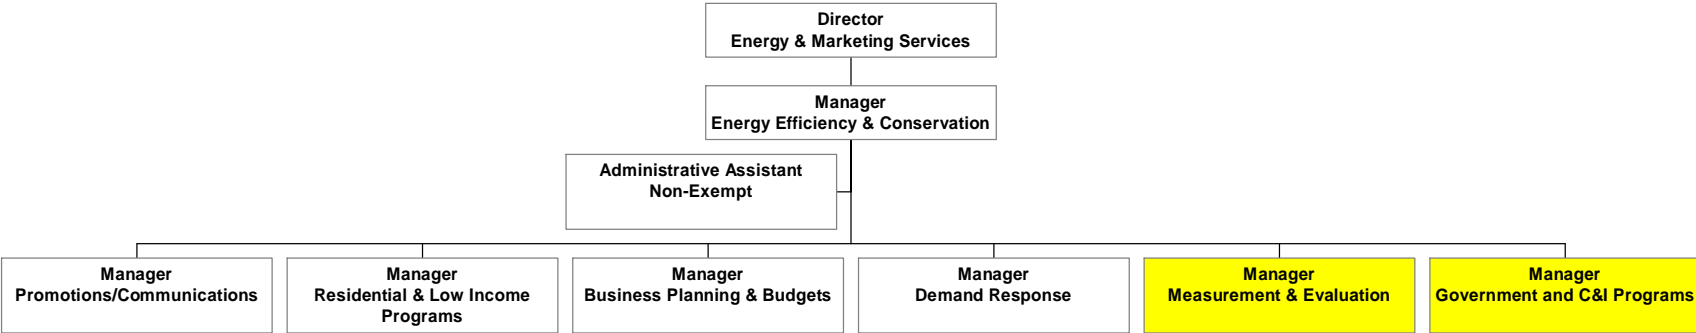 Director
Energy & Marketing Services
Manager
Energy Efficiency & Conservation
Administrative Assistant
Non-Exempt
Manager
Promotions/Communications
Manager
Residential & Low Income
Programs
Manager
Business Planning & Budgets
Manager
Demand Response
Manager
Measurement & Evaluation
Manager
Government and C&I Programs